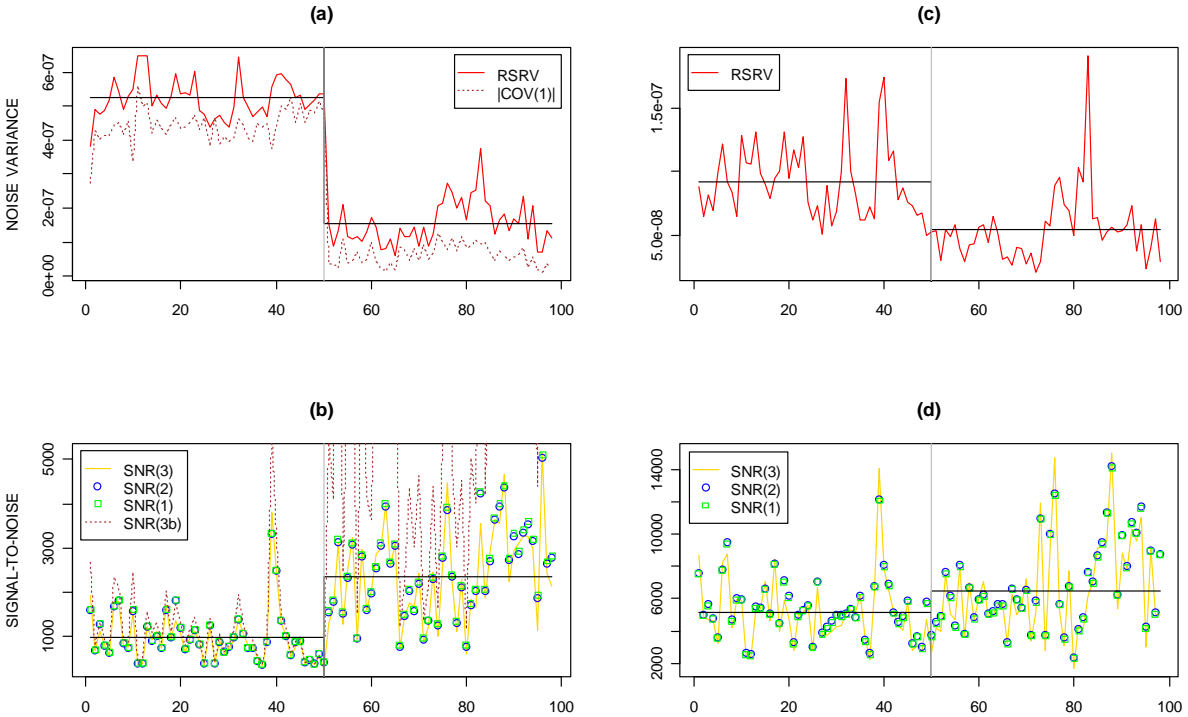 (a)
NOISE VARIANCE
0e+00 2e-07 4e-07 6e-07
RSRV
|COV(1)|
0 20 40 60 80 100
(c)
5.0e-08 1.5e-07
RSRV
0 20 40 60 80 100
(b)
SIGNAL-TO-NOISE
1000 3000 5000
SNR(3)
SNR(2)
SNR(1)
SNR(3b)
0 20 40 60 80 100
(d)
2000 6000 10000 14000
SNR(3)
SNR(2)
SNR(1)
0 20 40 60 80 100